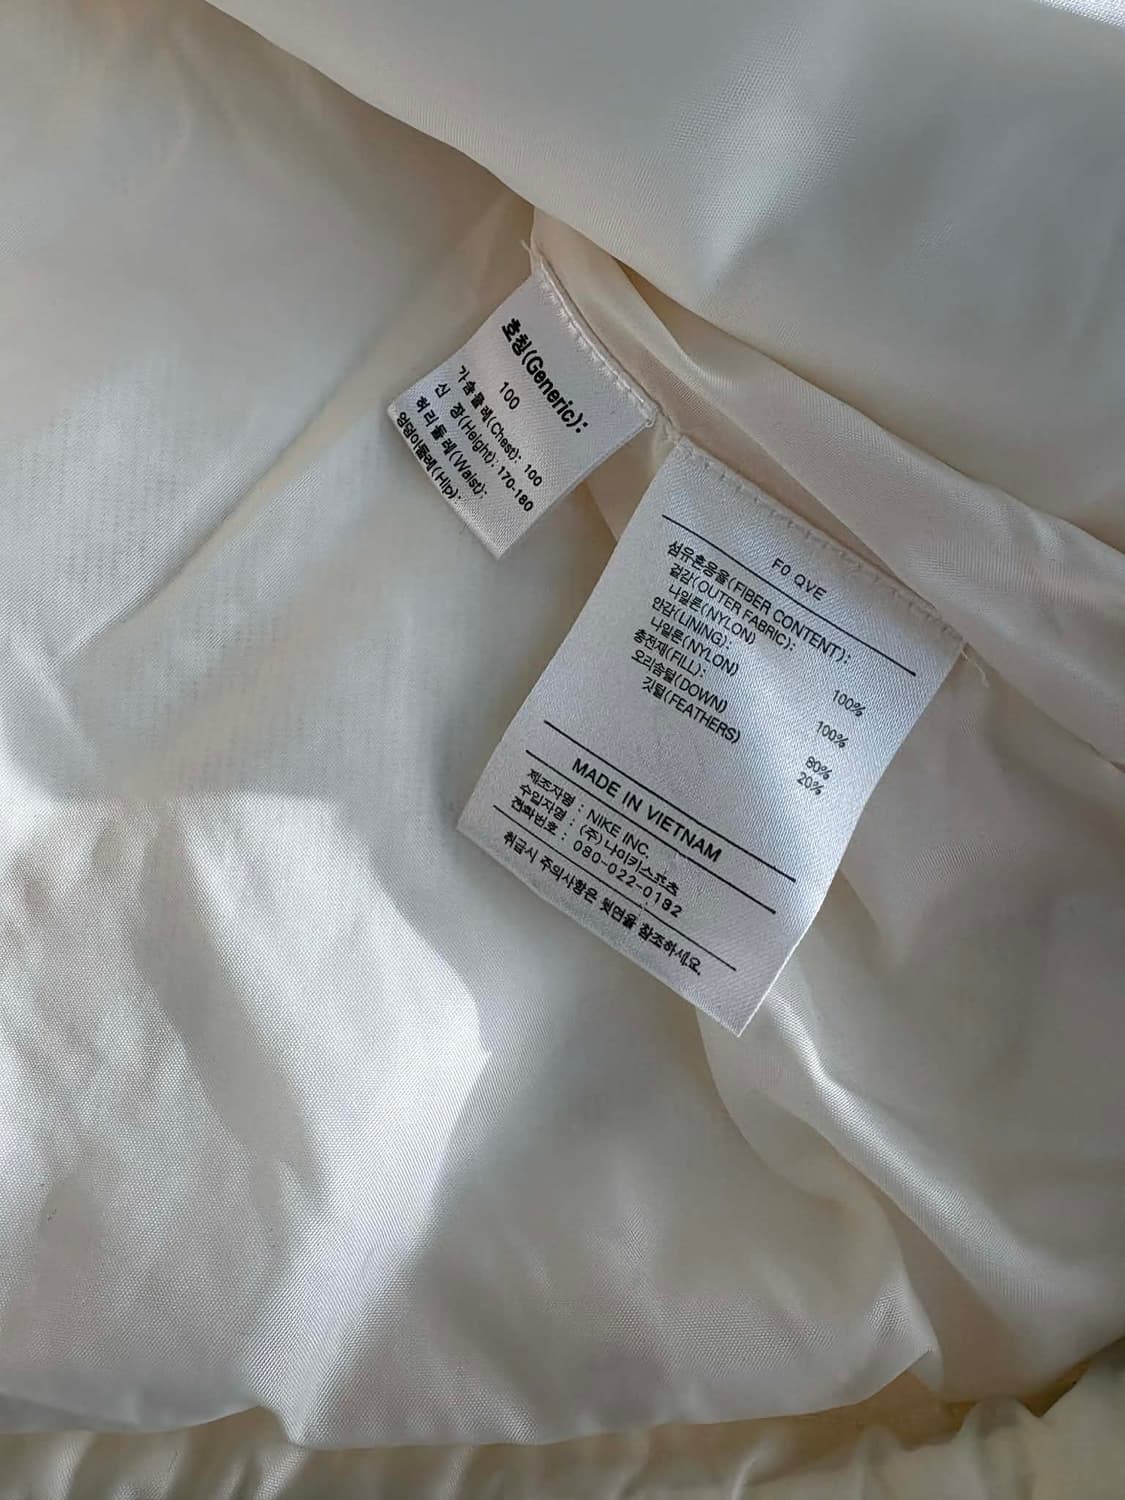 호칭(Generic):
100
가슴둘레(Chest): 100
신 장(Height): 170-180
허리둘레(Waist):
엉덩이둘레(Hip):
F0 QVE
섬유혼용율(FIBER CONTENT):
겉감(OUTER FABRIC):
나일론(NYLON) 100%
안감(LINING):
나일론(NYLON) 100%
충전재(FILL):
오리솜털(DOWN) 80%
깃털(FEATHERS) 20%
MADE IN VIETNAM
제조자명 : NIKE INC.
수입자명 : (주)나이키스포츠
전화번호 : 080-022-0182
취급시 주의사항은 뒷면을 참조하세요.